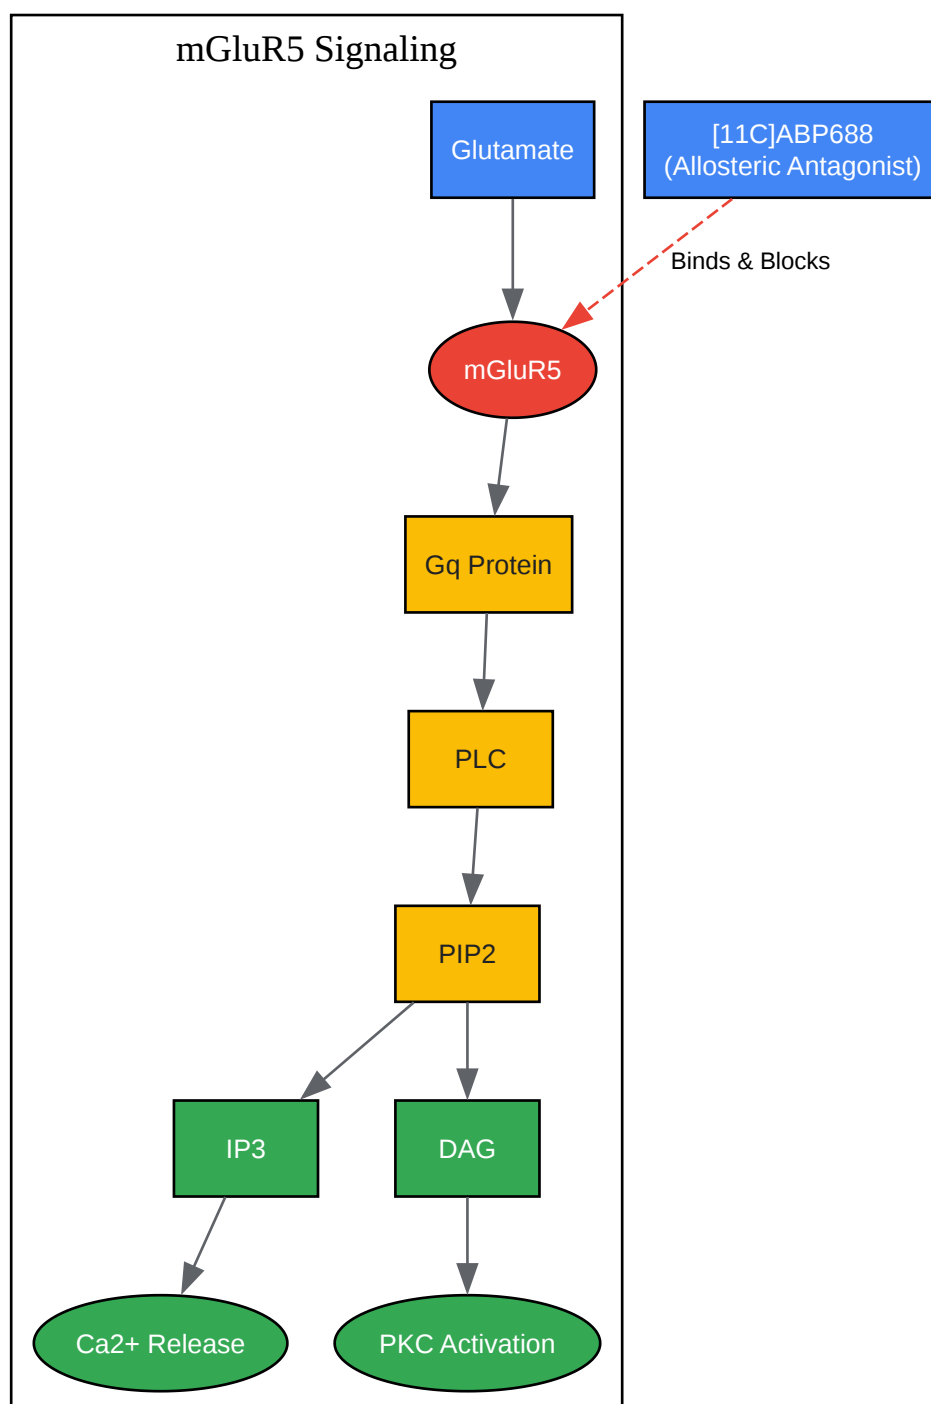 mGluR5 Signaling
Glutamate
[11C]ABP688
(Allosteric Antagonist)
Binds & Blocks
mGluR5
Gq Protein
PLC
PIP2
IP3
DAG
Ca2+ Release
PKC Activation